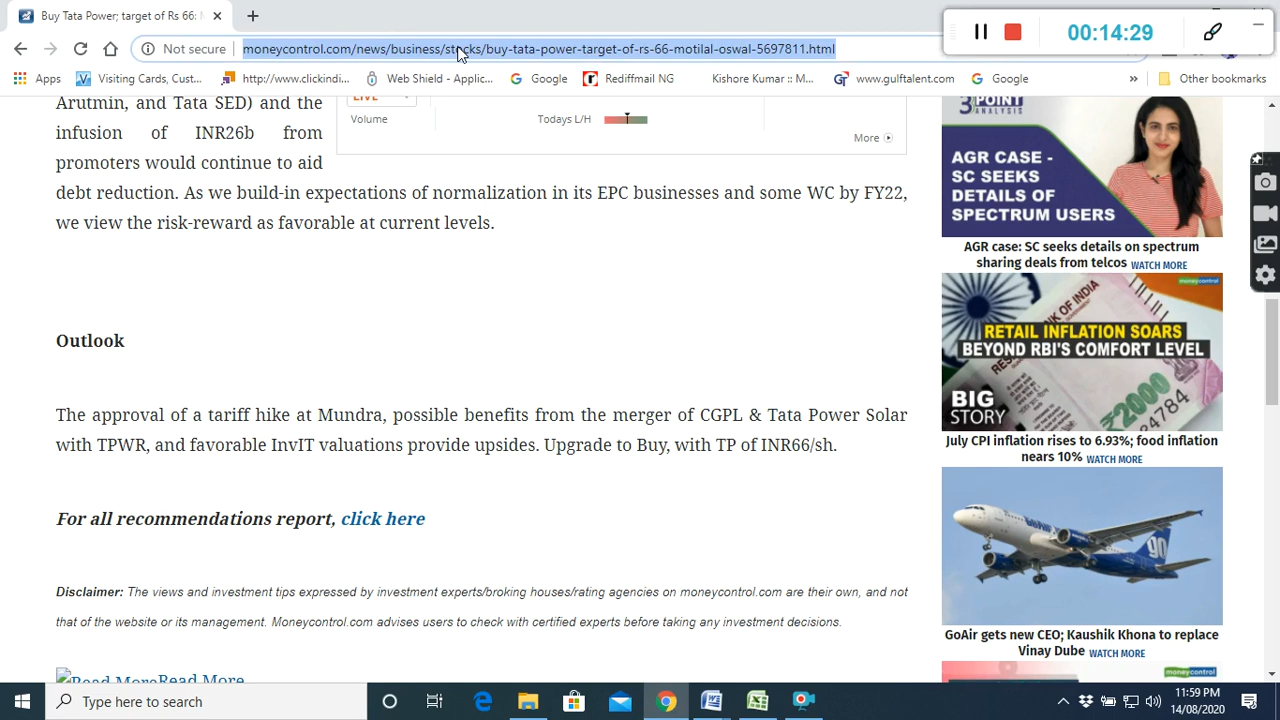 Buy Tata Power; target of Rs 66:
00:14:29
Not secure
moneycontrol.com/news/business/stocks/buy-tata-power-target-of-rs-66-motilal-oswal-5697811.html
Apps
Visiting Cards, Cust...
http://www.clickindi...
Web Shield - Applic...
Google
Rediffmail NG
Kishore Kumar :: M...
www.gulftalent.com
Google
»
Other bookmarks
Arutmin, and Tata SED) and the
infusion of INR26b from
promoters would continue to aid
debt reduction. As we build-in expectations of normalization in its EPC businesses and some WC by FY22,
we view the risk-reward as favorable at current levels.
LIVE
Volume
Todays L/H
More
Outlook
The approval of a tariff hike at Mundra, possible benefits from the merger of CGPL & Tata Power Solar
with TPWR, and favorable InvIT valuations provide upsides. Upgrade to Buy, with TP of INR66/sh.
For all recommendations report, click here
Disclaimer: The views and investment tips expressed by investment experts/broking houses/rating agencies on moneycontrol.com are their own, and not
that of the website or its management. Moneycontrol.com advises users to check with certified experts before taking any investment decisions.
Read More Read More
3 POINT
ANALYSIS
AGR CASE -
SC SEEKS
DETAILS OF
SPECTRUM USERS
AGR case: SC seeks details on spectrum
sharing deals from telcos WATCH MORE
moneycontrol
RETAIL INFLATION SOARS
BEYOND RBI'S COMFORT LEVEL
BIG
STORY
July CPI inflation rises to 6.93%; food inflation
nears 10% WATCH MORE
GoAir gets new CEO; Kaushik Khona to replace
Vinay Dube WATCH MORE
moneycontrol
Type here to search
11:59 PM
14/08/2020